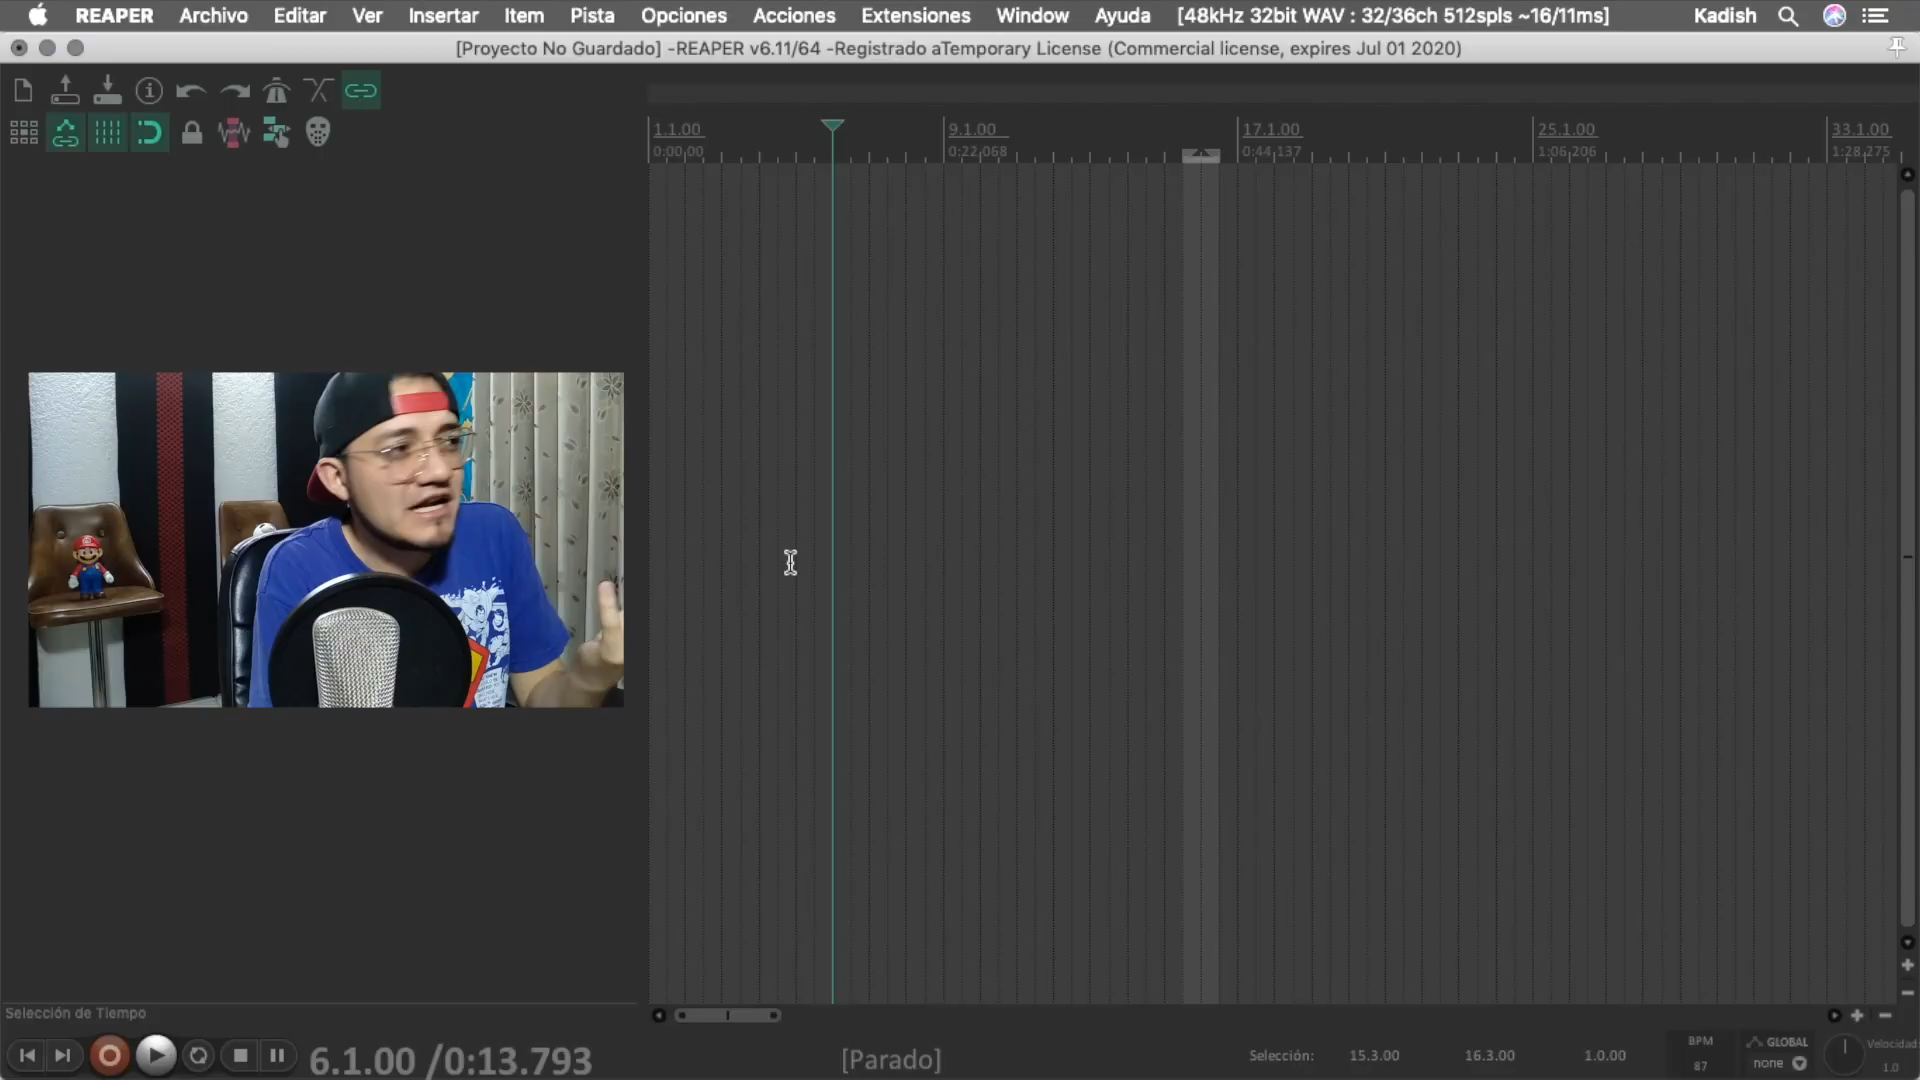 REAPER Archivo Editar Ver Insertar Item Pista Opciones Acciones Extensiones Window Ayuda [48kHz 32bit WAV : 32/36ch 512spls ~16/11ms] Kadish
[Proyecto No Guardado] -REAPER v6.11/64 -Registrado aTemporary License (Commercial license, expires Jul 01 2020)
1.1.00 9.1.00 17.1.00 25.1.00 33.1.00
0:00.00 0:22.068 0:44.137 1:06.206 1:28.275
Selección de Tiempo
6.1.00 /0:13.793
[Parado]
Selección: 15.3.00 16.3.00 1.0.00
BPM
87
GLOBAL
none
Velocidad
1.0